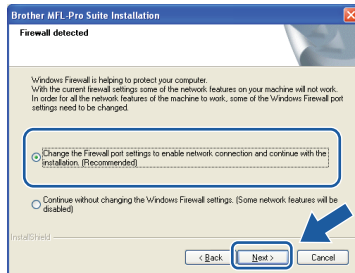 Brother MFL-Pro Suite Installation
Firewall detected
Windows Firewall is helping to protect your computer.
With the current firewall settings some of the network features on your machine will not work.
In order for all the network features of the machine to work, some of the Windows Firewall port
settings need to be changed.
Change the Firewall port settings to enable network connection and continue with the
installation. (Recommended)
Continue without changing the Windows Firewall settings. (Some network features will be
disabled)
InstallShield
< Back
Next >
Cancel